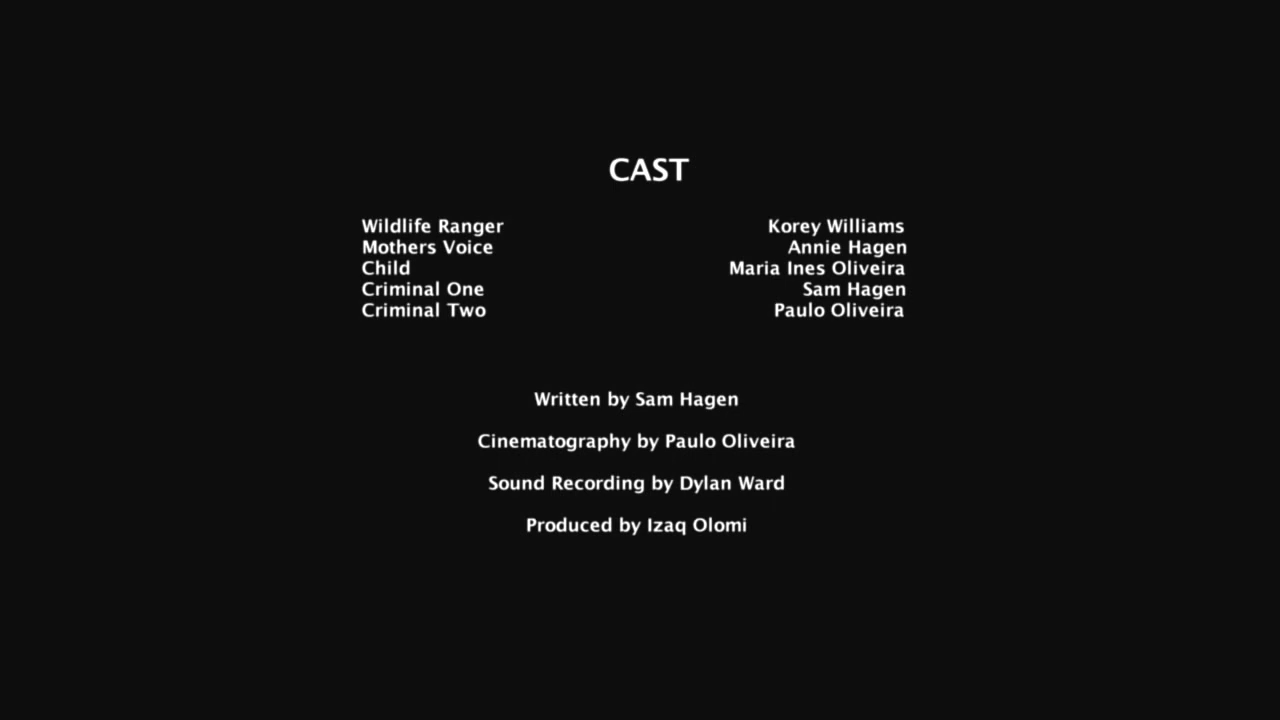 CAST
Wildlife Ranger Korey Williams
Mothers Voice Annie Hagen
Child Maria Ines Oliveira
Criminal One Sam Hagen
Criminal Two Paulo Oliveira
Written by Sam Hagen
Cinematography by Paulo Oliveira
Sound Recording by Dylan Ward
Produced by Izaq Olomi